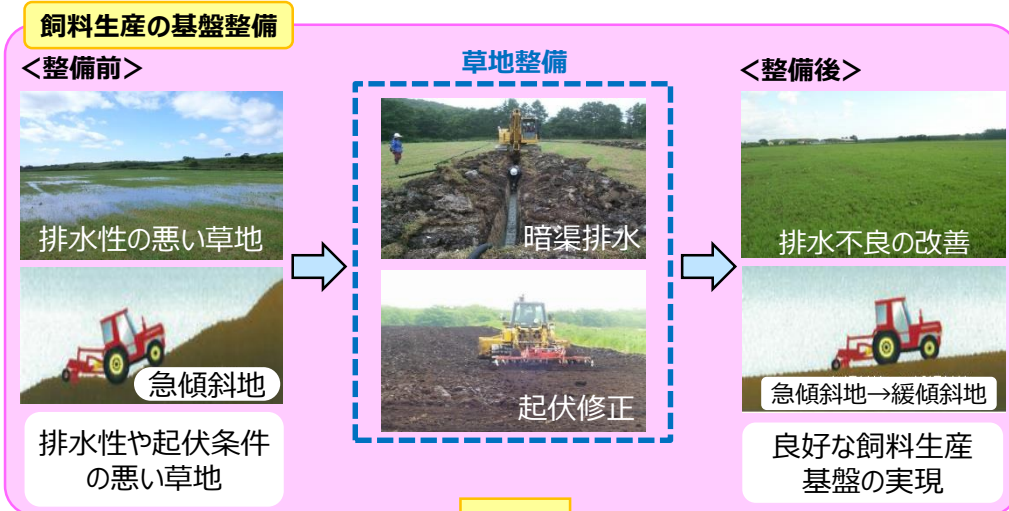 飼料生産の基盤整備
<整備前>
草地整備
<整備後>
排水性の悪い草地
暗渠排水
排水不良の改善
急傾斜地
起伏修正
急傾斜地→緩傾斜地
排水性や起伏条件
の悪い草地
良好な飼料生産
基盤の実現